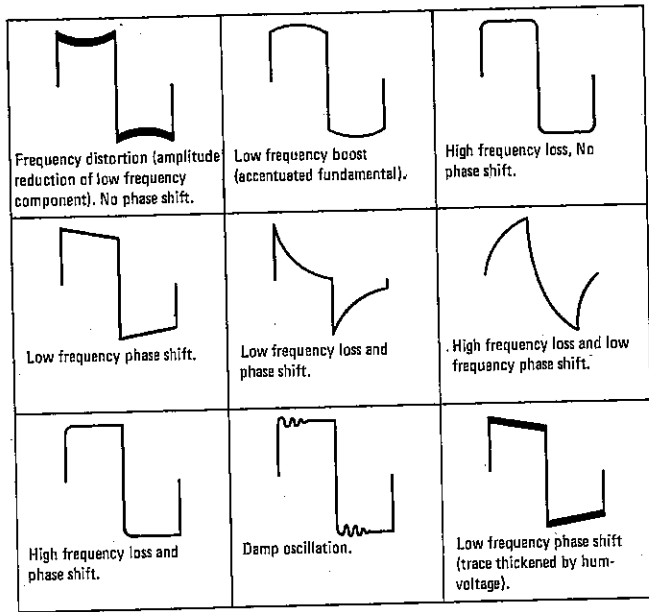 Frequency distortion (amplitude
reduction of low frequency
component). No phase shift.
Low frequency boost
(accentuated fundamental).
High frequency loss, No
phase shift.
Low frequency phase shift.
Low frequency loss and
phase shift.
High frequency loss and low
frequency phase shift.
High frequency loss and
phase shift.
Damp oscillation.
Low frequency phase shift
(trace thickened by hum-
voltage).